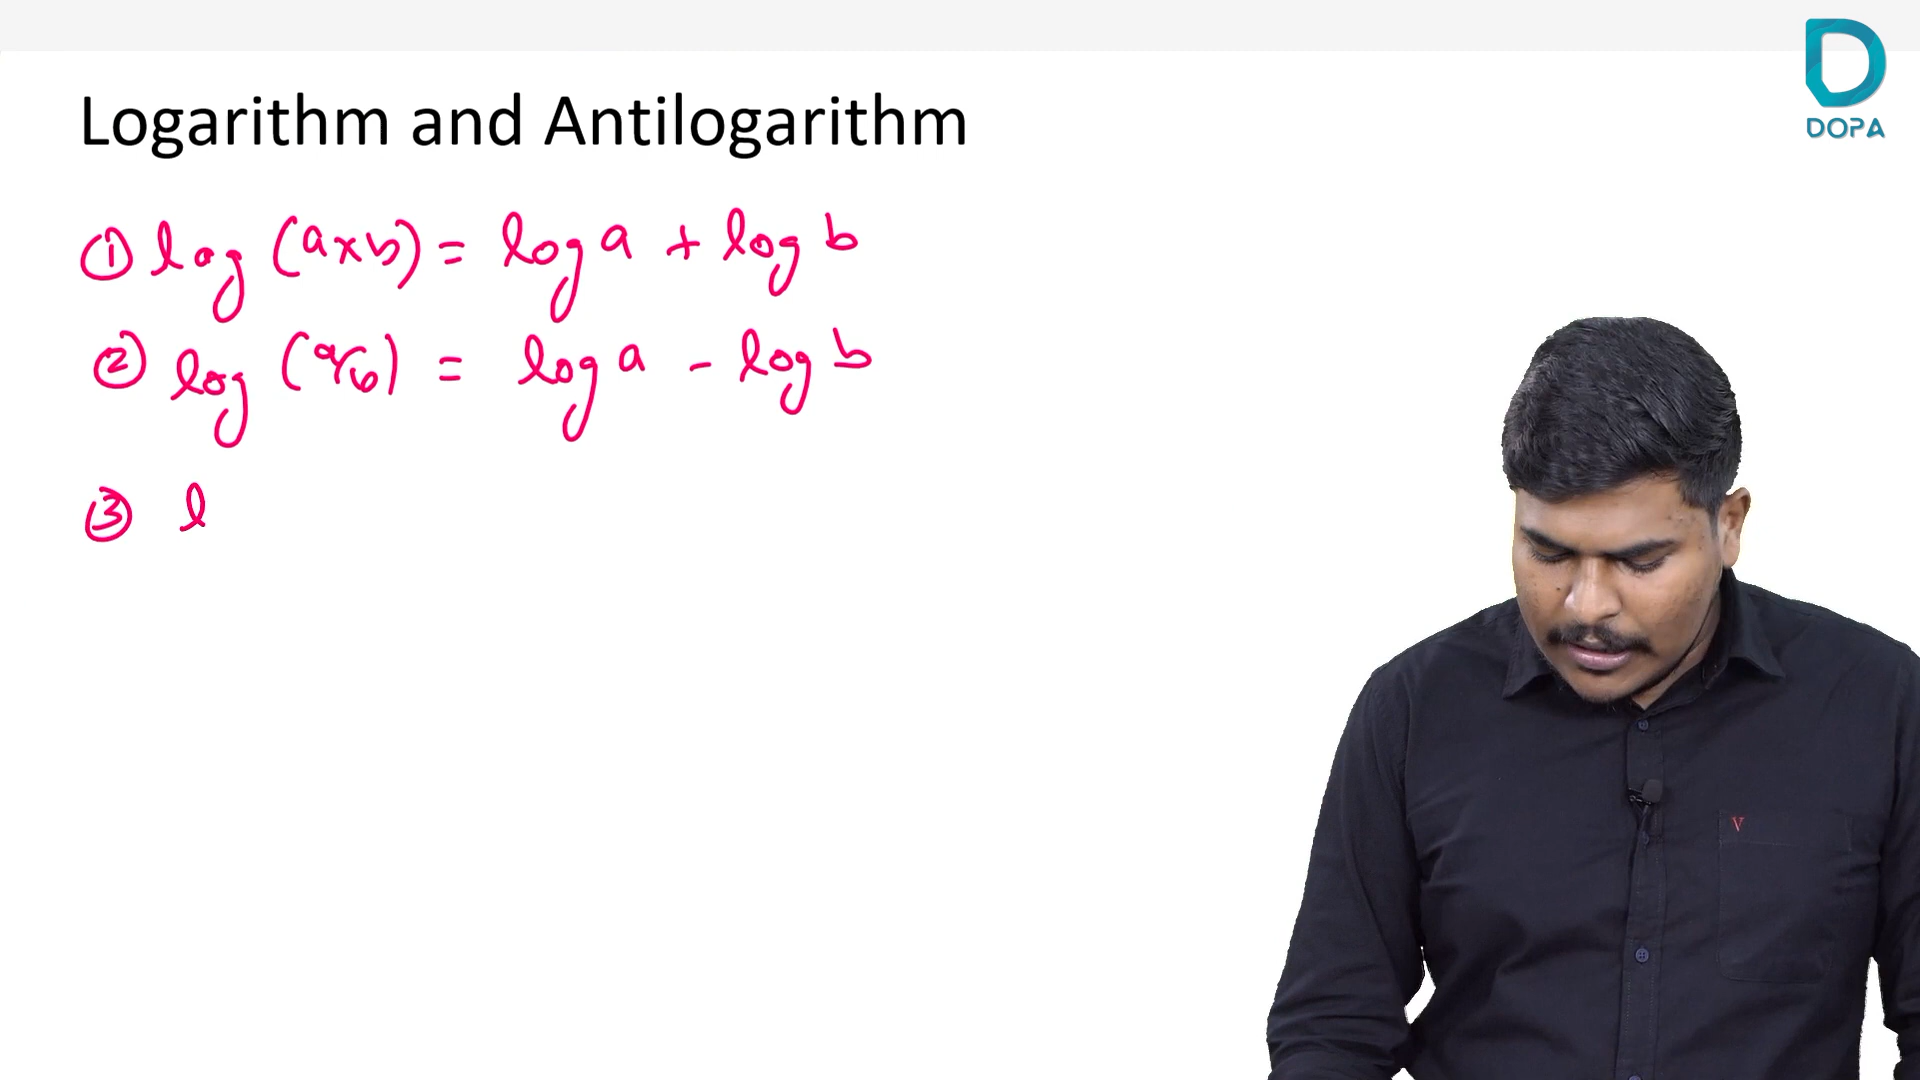 DOPA
Logarithm and Antilogarithm
① log (a×b) = log a + log b
② log (a/b) = log a - log b
③ l
V